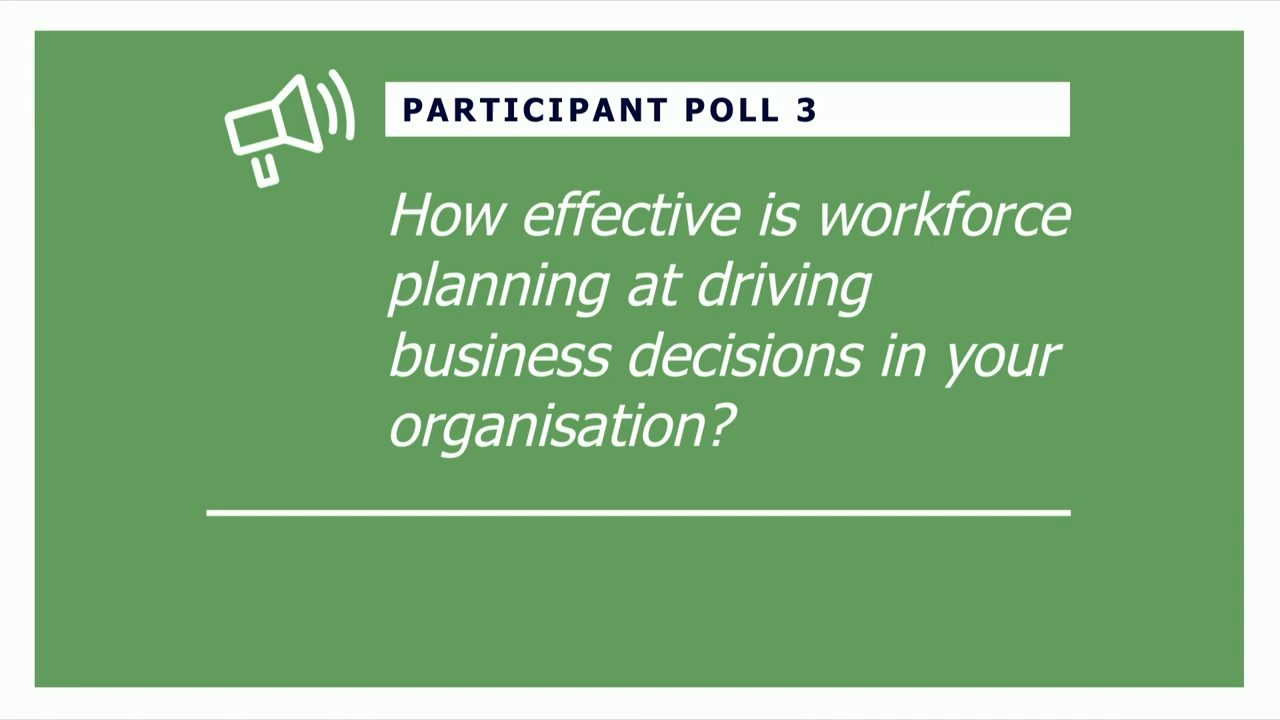 PARTICIPANT POLL 3
How effective is workforce
planning at driving
business decisions in your
organisation?